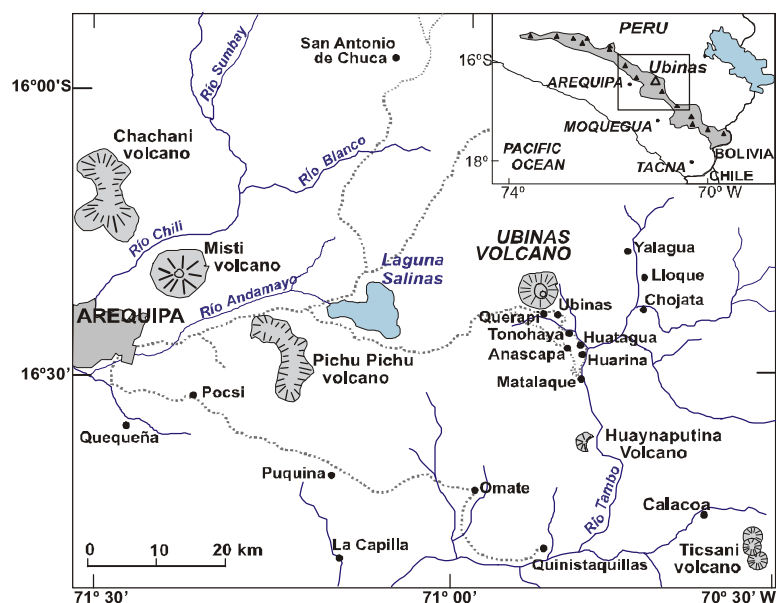 San Antonio
de Chuca
Río Sumbay
16°00'S
Chachani
volcano
Río Blanco
Río Chili
Misti
volcano
Río Andamayo
Laguna
Salinas
AREQUIPA
Pichu Pichu
volcano
16°30'
Pocsi
Quequeña
Puquina
La Capilla
Omate
Quinistaquillas
UBINAS
VOLCANO
Querapi
Ubinas
Tonohaya
Anascapa
Huatagua
Huarina
Matalaque
Yalagua
Lloque
Chojata
Huaynaputina
Volcano
Río Tambo
Calacoa
Ticsani
volcano
0 10 20 km
71° 30'
71° 00'
70° 30' W
PERU
16°S
Ubinas
AREQUIPA
MOQUEGUA
PACIFIC
OCEAN
TACNA
BOLIVIA
CHILE
18°
74°
70° W